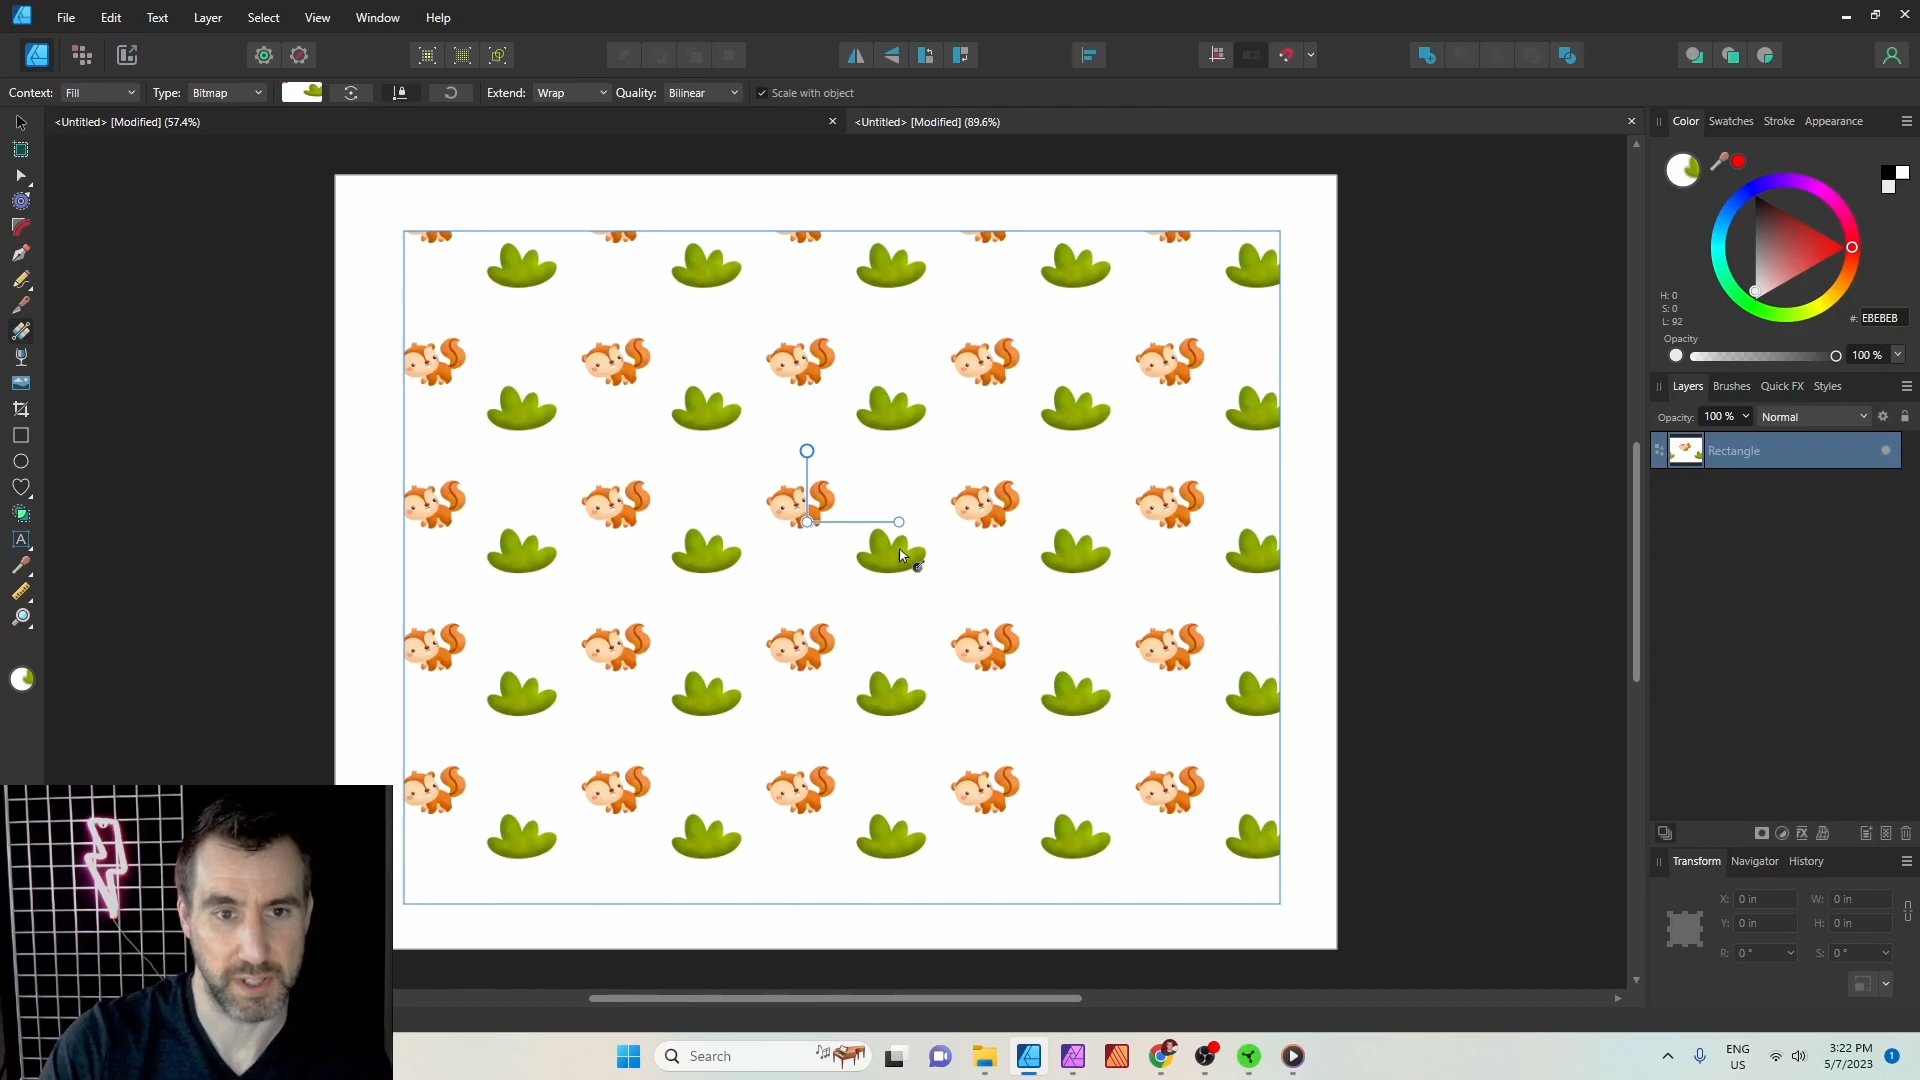 File Edit Text Layer Select View Window Help
Context: Fill Type: Bitmap Extend: Wrap Quality: Bilinear Scale with object
<Untitled> [Modified] (57.4%) <Untitled> [Modified] (89.6%)
Color Swatches Stroke Appearance
H: 0
S: 0
L: 92
#: EBEBEB
Opacity
100 %
Layers Brushes Quick FX Styles
Opacity: 100 % Normal
Rectangle
A
fx
Transform Navigator History
X: 0 in W: 0 in
Y: 0 in H: 0 in
R: 0 ° S: 0 °
Search
ENG
US
3:22 PM
5/7/2023
1